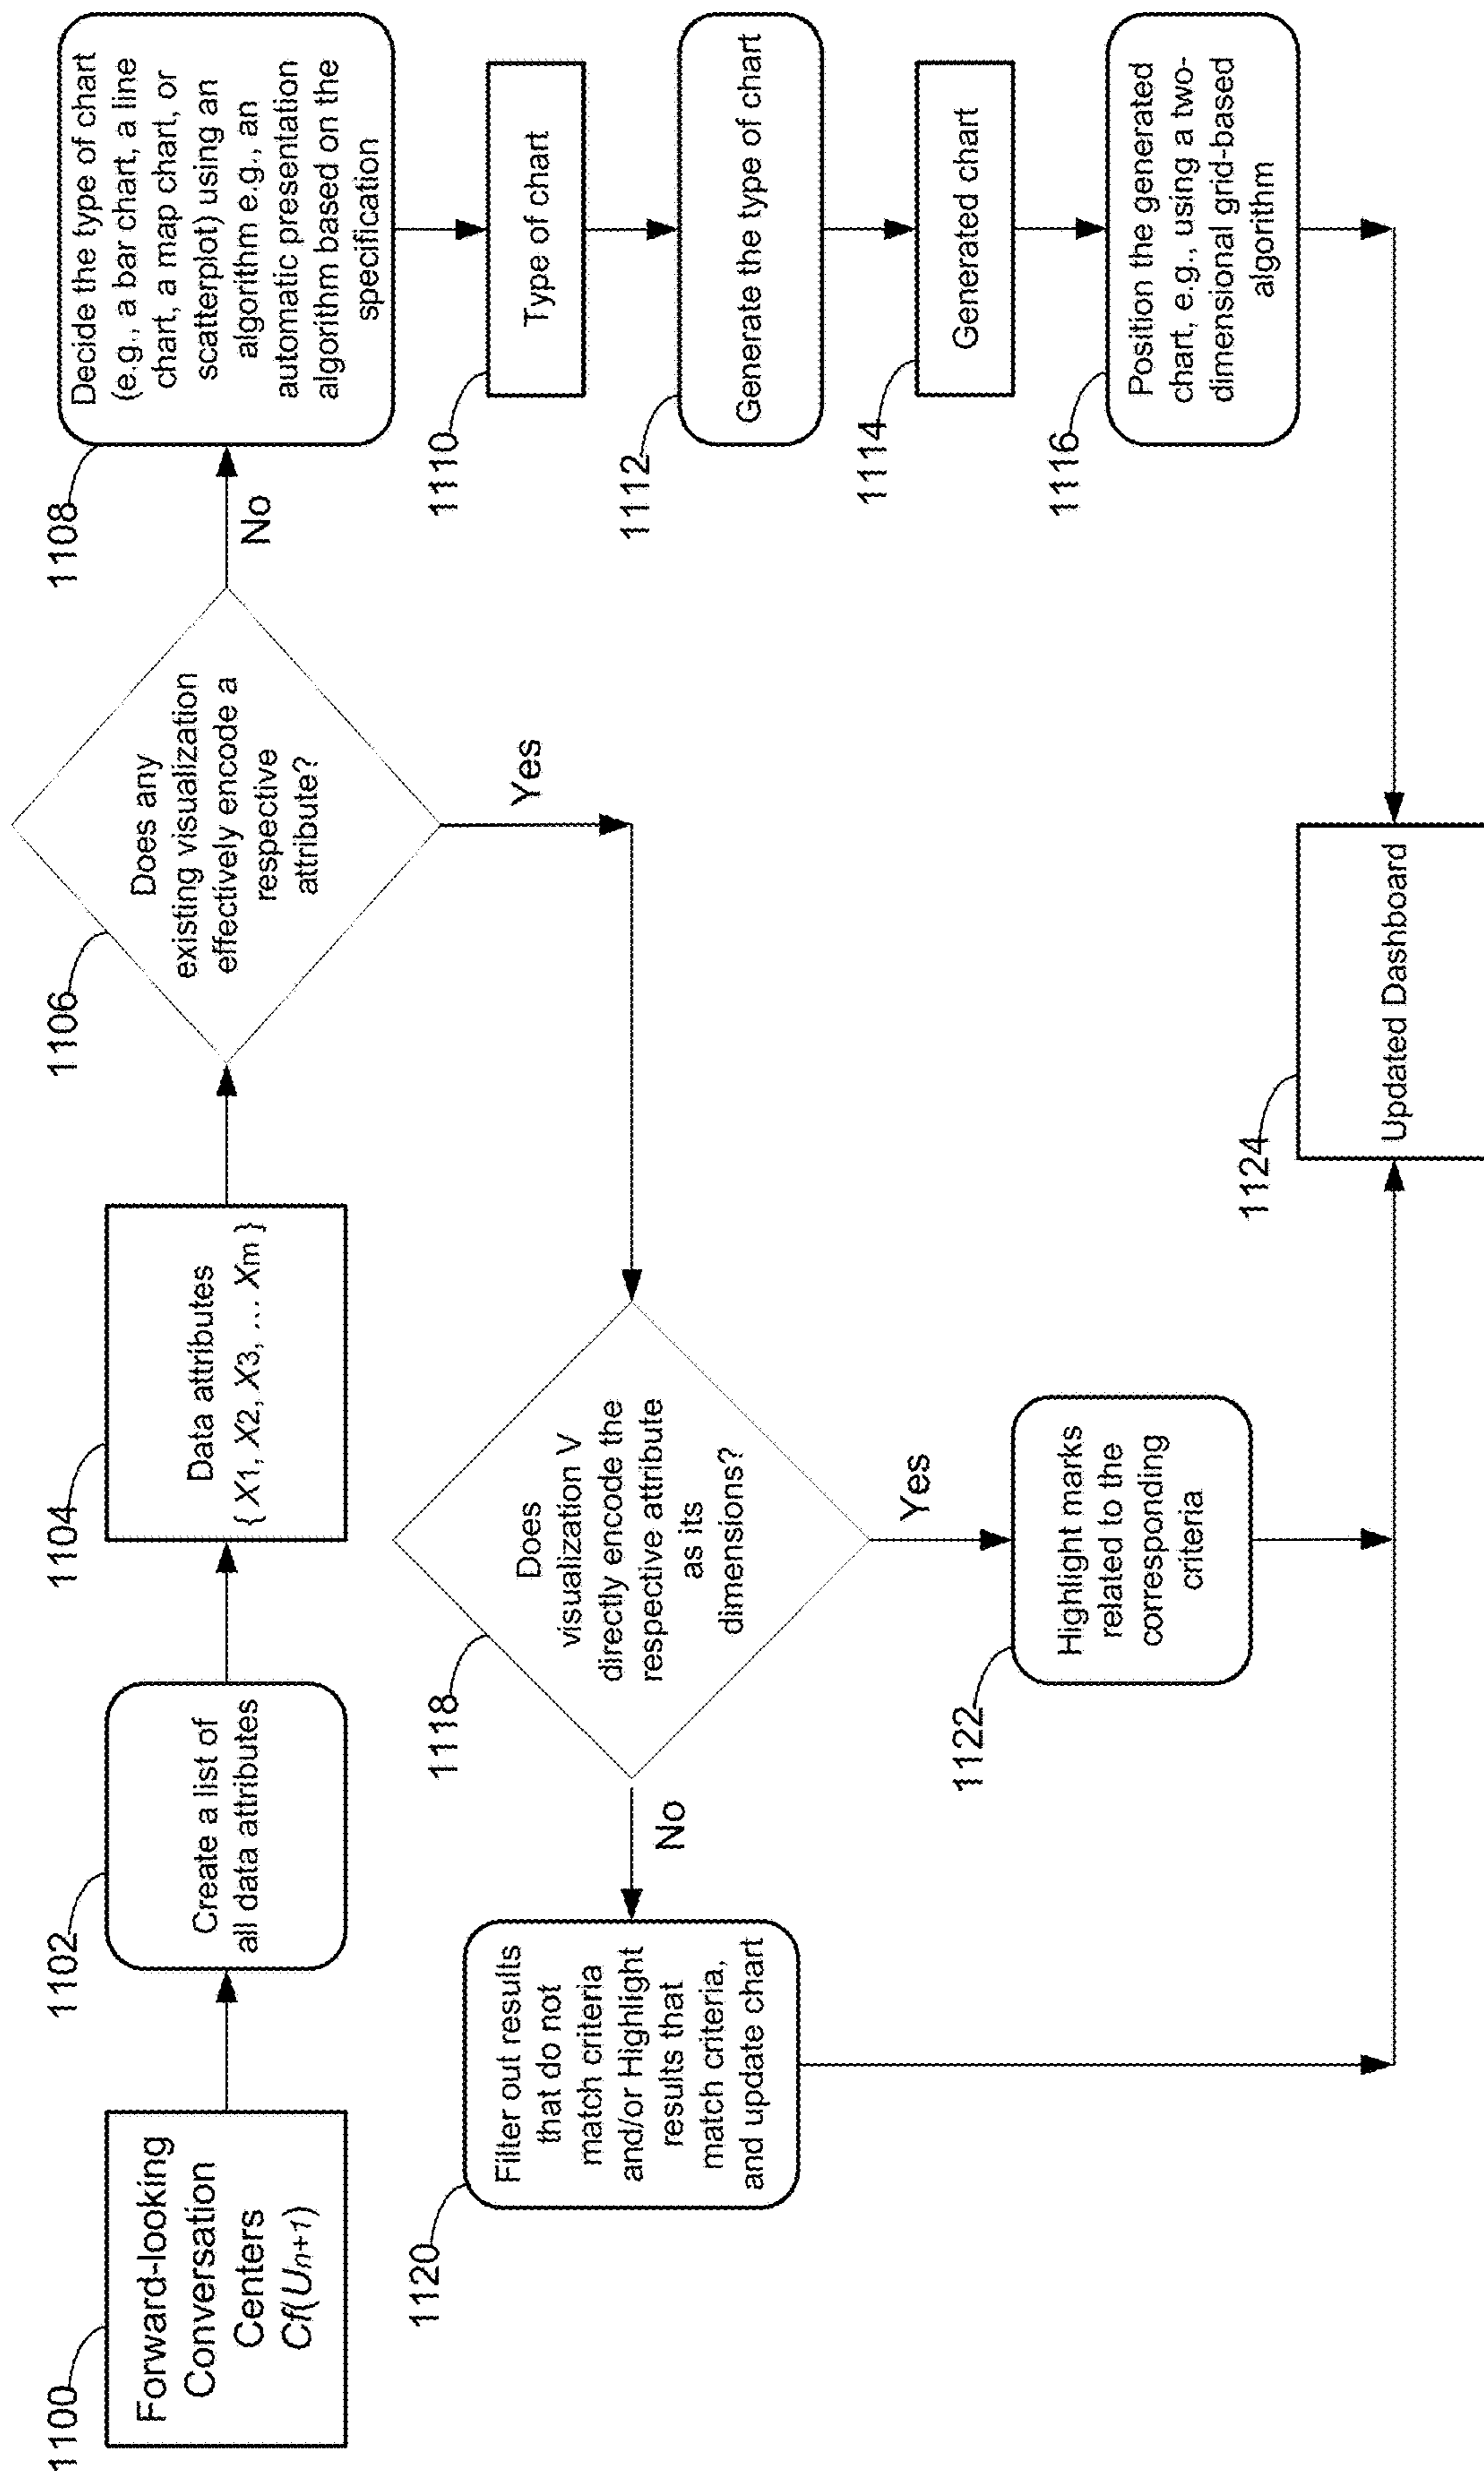 1100
Forward-looking
Conversation
Centers
Cf(Un+1)
1102
Create a list of
all data attributes
1104
Data attributes
{ X1, X2, X3, ... Xm }
1106
Does any
existing visualization
effectively encode a
respective
attribute?
No
Yes
1108
Decide the type of chart
(e.g., a bar chart, a line
chart, a map chart, or
scatterplot) using an
algorithm e.g., an
automatic presentation
algorithm based on the
specification
1110
Type of chart
1112
Generate the type of chart
1114
Generated chart
1116
Position the generated
chart, e.g., using a two-
dimensional grid-based
algorithm
1118
Does
visualization V
directly encode the
respective attribute
as its
dimensions?
No
Yes
1120
Filter out results
that do not
match criteria
and/or Highlight
results that
match criteria,
and update chart
1122
Highlight marks
related to the
corresponding
criteria
1124
Updated Dashboard